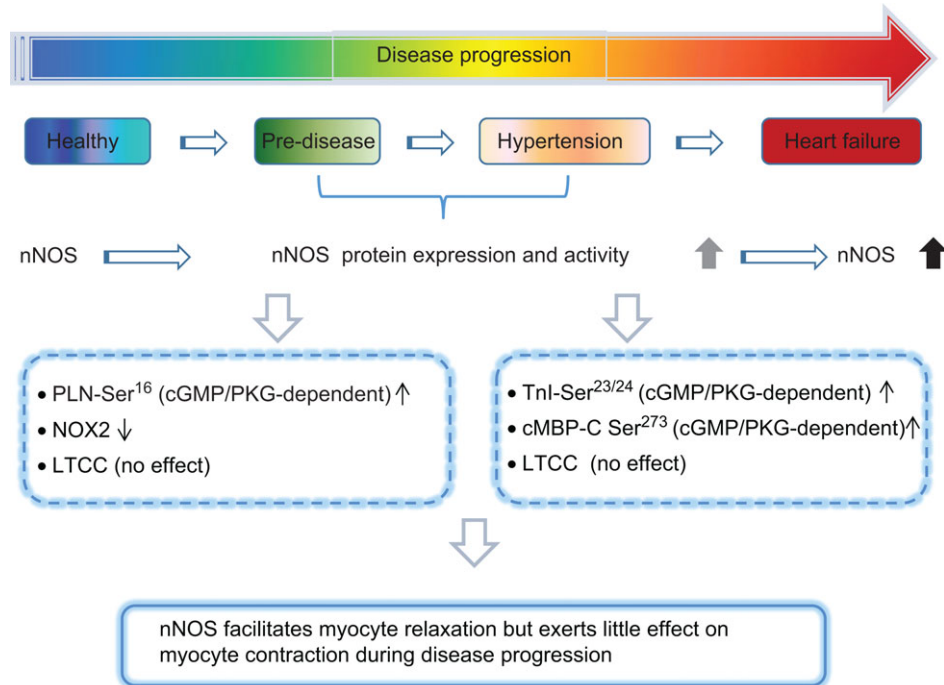 Disease progression
Healthy
Pre-disease
Hypertension
Heart failure
nNOS
nNOS protein expression and activity
nNOS
• PLN-Ser¹⁶ (cGMP/PKG-dependent) ↑
• NOX2 ↓
• LTCC (no effect)
• TnI-Ser²³/²⁴ (cGMP/PKG-dependent) ↑
• cMBP-C Ser²⁷³ (cGMP/PKG-dependent)↑
• LTCC (no effect)
nNOS facilitates myocyte relaxation but exerts little effect on
myocyte contraction during disease progression